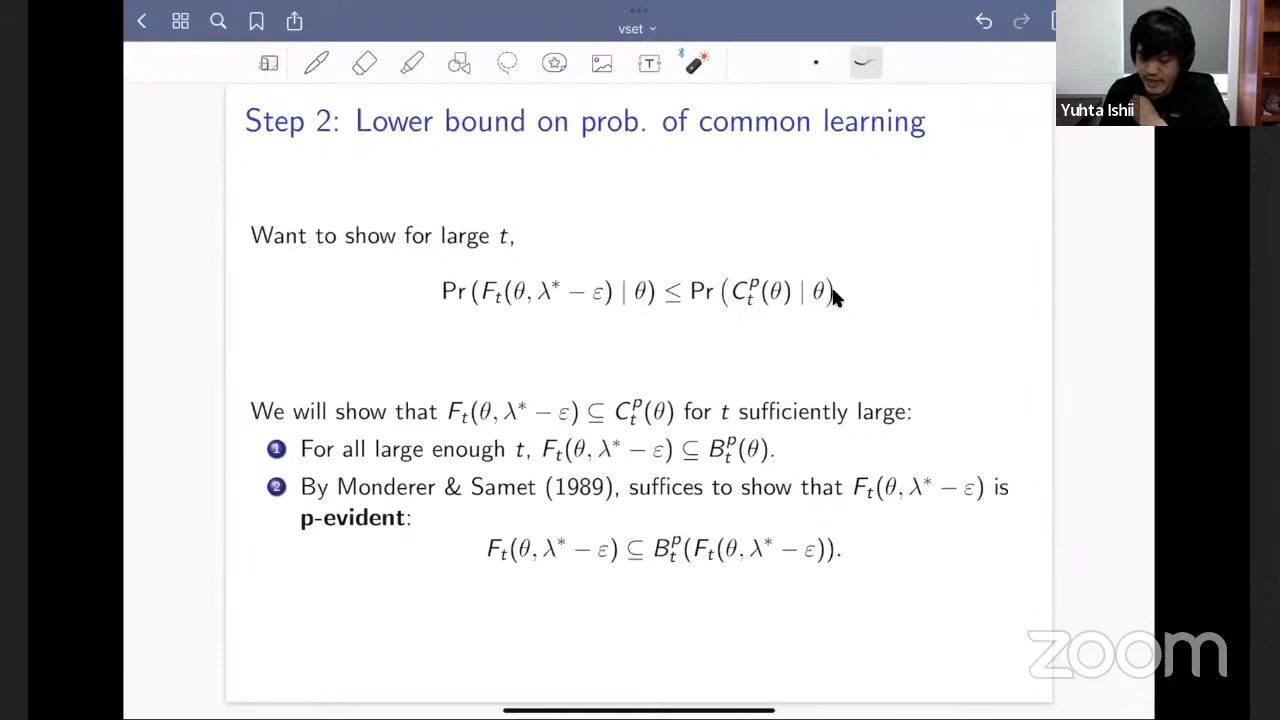 vset
Yuhta Ishii
Step 2: Lower bound on prob. of common learning
Want to show for large t,
Pr (F_t(θ, λ* − ε) | θ) ≤ Pr (C_t^p(θ) | θ)
We will show that F_t(θ, λ* − ε) ⊆ C_t^p(θ) for t sufficiently large:
1 For all large enough t, F_t(θ, λ* − ε) ⊆ B_t^p(θ).
2 By Monderer & Samet (1989), suffices to show that F_t(θ, λ* − ε) is
p-evident:
F_t(θ, λ* − ε) ⊆ B_t^p(F_t(θ, λ* − ε)).
zoom